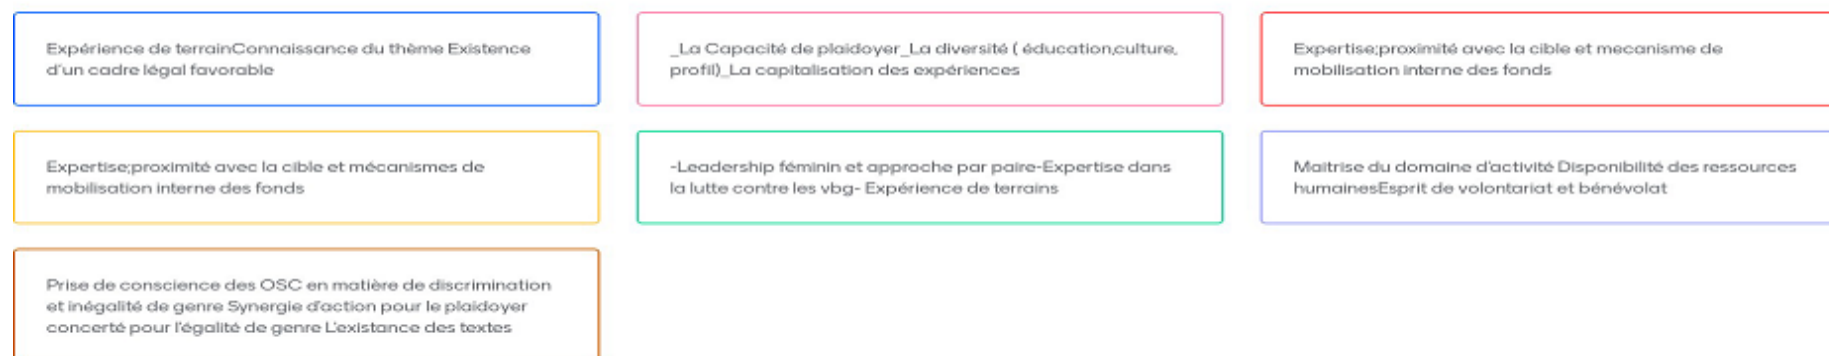 Expérience de terrainConnaissance du thème Existence
d'un cadre légal favorable
_La Capacité de plaidoyer_La diversité ( éducation,culture,
profil)_La capitalisation des expériences
Expertise;proximité avec la cible et mecanisme de
mobilisation interne des fonds
Expertise;proximité avec la cible et mécanismes de
mobilisation interne des fonds
-Leadership féminin et approche par paire-Expertise dans
la lutte contre les vbg- Expérience de terrains
Maitrise du domaine d'activité Disponibilité des ressources
humainesEsprit de volontariat et bénévolat
Prise de conscience des OSC en matière de discrimination
et inégalité de genre Synergie d'action pour le plaidoyer
concerté pour l'égalité de genre L'existance des textes